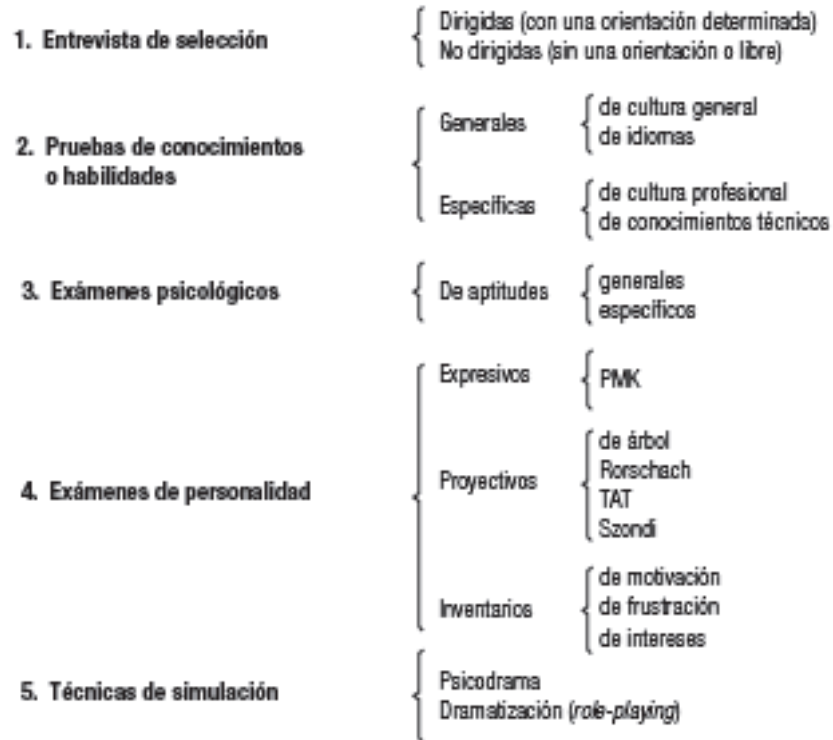 1. Entrevista de selección
Dirigidas (con una orientación determinada)
No dirigidas (sin una orientación o libre)
2. Pruebas de conocimientos
o habilidades
Generales
de cultura general
de idiomas
Específicas
de cultura profesional
de conocimientos técnicos
3. Exámenes psicológicos
De aptitudes
generales
específicos
4. Exámenes de personalidad
Expresivos
PMK
Proyectivos
de árbol
Rorschach
TAT
Szondi
Inventarios
de motivación
de frustración
de intereses
5. Técnicas de simulación
Psicodrama
Dramatización (role-playing)